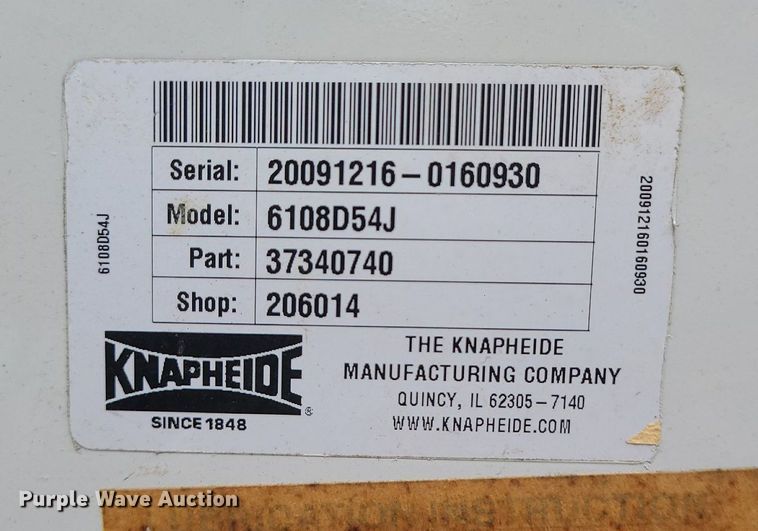 Serial: 20091216-0160930
Model: 6108D54J
Part: 37340740
Shop: 206014
6108D54J
200912160160930
KNAPHEIDE®
SINCE 1848
THE KNAPHEIDE
MANUFACTURING COMPANY
QUINCY, IL 62305-7140
WWW.KNAPHEIDE.COM
Purple Wave Auction